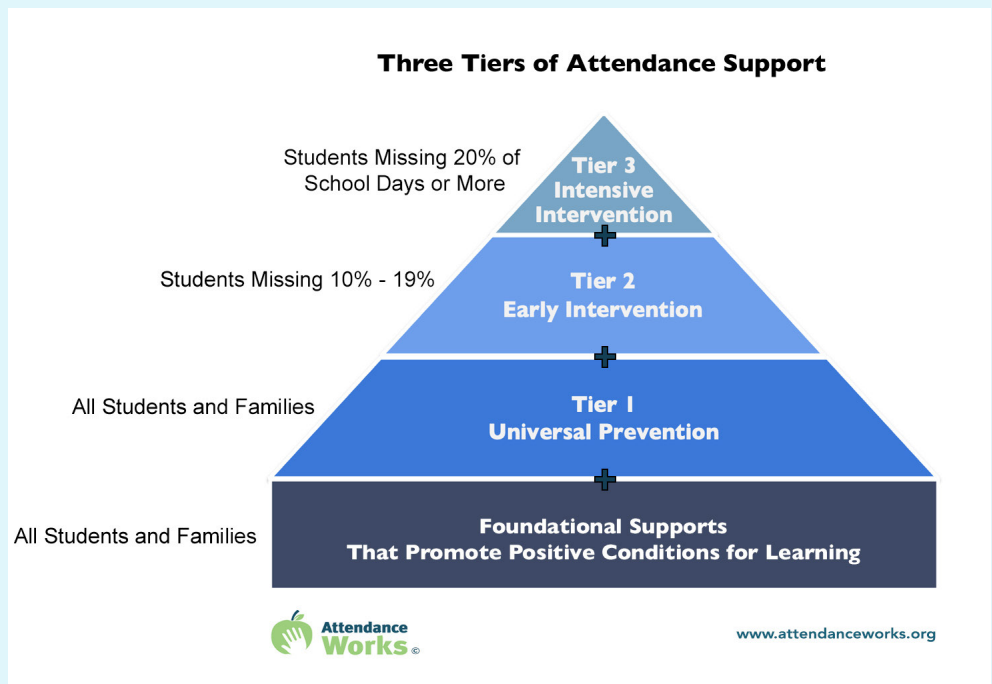 Three Tiers of Attendance Support
Students Missing 20% of
School Days or More
Tier 3
Intensive
Intervention
Students Missing 10% - 19%
Tier 2
Early Intervention
All Students and Families
Tier 1
Universal Prevention
All Students and Families
Foundational Supports
That Promote Positive Conditions for Learning
Attendance
Works ©
www.attendanceworks.org